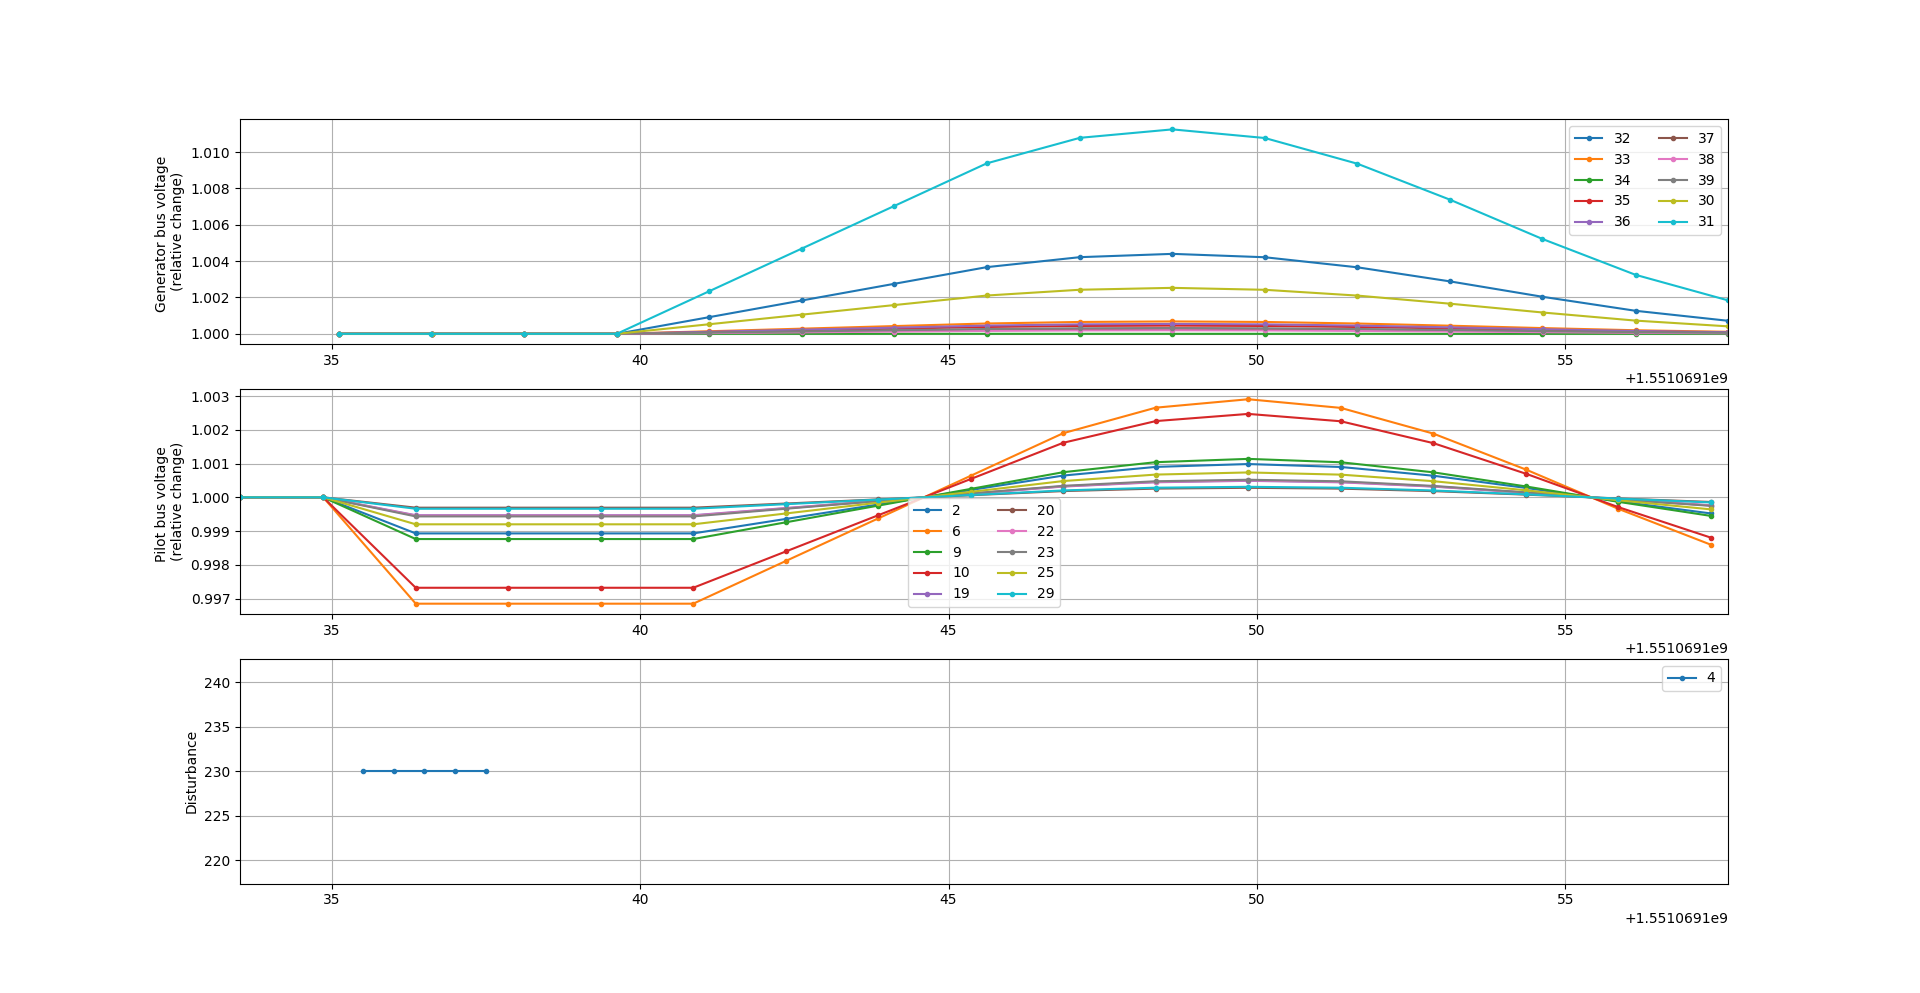 Generator bus voltage
(relative change)
1.010
1.008
1.006
1.004
1.002
1.000
32 37
33 38
34 39
35 30
36 31
35 40 45 50 55
+1.5510691e9
Pilot bus voltage
(relative change)
1.003
1.002
1.001
1.000
0.999
0.998
0.997
2 20
6 22
9 23
10 25
19 29
35 40 45 50 55
+1.5510691e9
Disturbance
240
235
230
225
220
4
35 40 45 50 55
+1.5510691e9